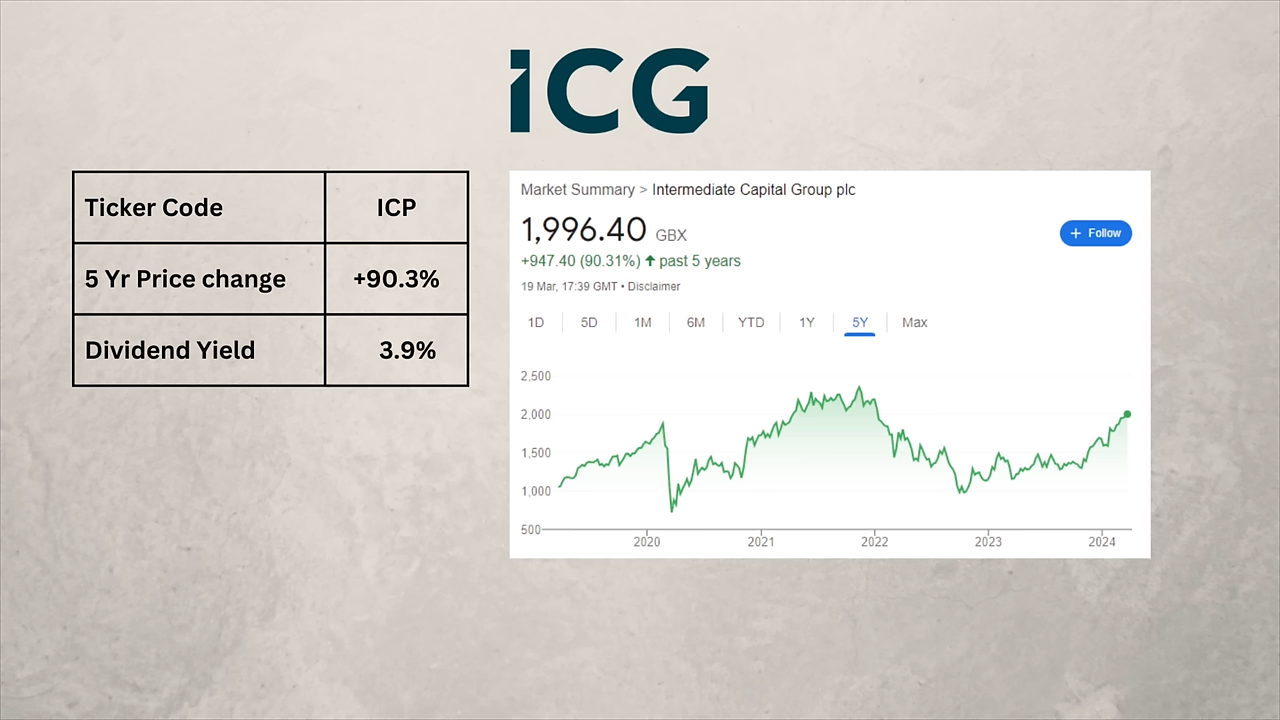 iCG
Ticker Code ICP
5 Yr Price change +90.3%
Dividend Yield 3.9%
Market Summary > Intermediate Capital Group plc
1,996.40 GBX
+ Follow
+947.40 (90.31%) ↑ past 5 years
19 Mar, 17:39 GMT • Disclaimer
1D 5D 1M 6M YTD 1Y 5Y Max
2,500
2,000
1,500
1,000
500
2020 2021 2022 2023 2024